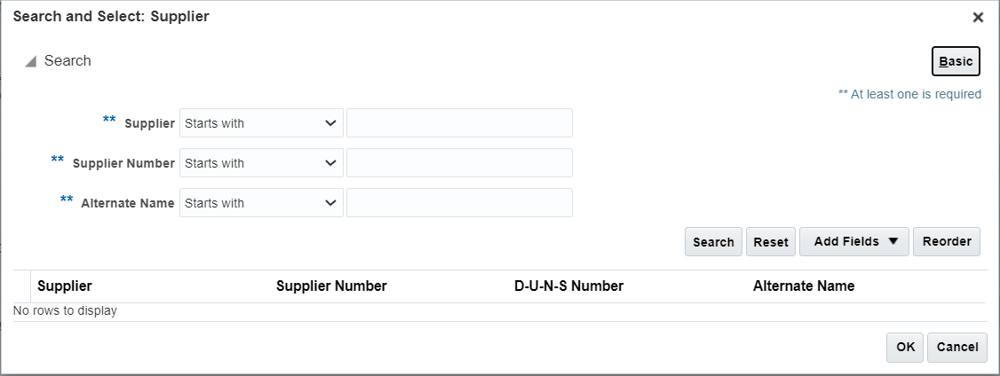 Search and Select: Supplier
Search
Basic
** At least one is required
** Supplier Starts with
** Supplier Number Starts with
** Alternate Name Starts with
Search Reset Add Fields Reorder
Supplier Supplier Number D-U-N-S Number Alternate Name
No rows to display
OK Cancel